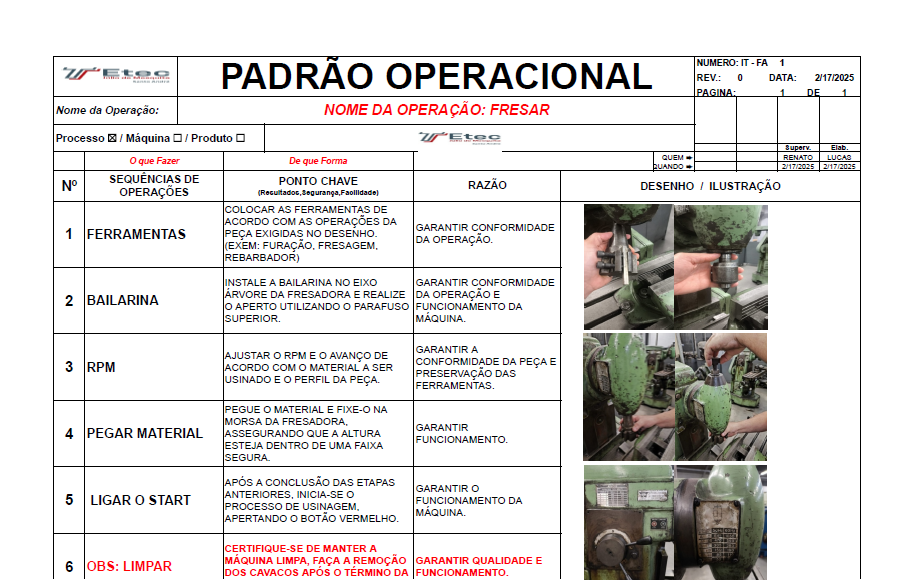 Etec
Júlio de Mesquita
Santo André
PADRÃO OPERACIONAL
NUMERO: IT - FA 1
REV.: 0 DATA: 2/17/2025
PAGINA: 1 DE 1
Nome da Operação:
NOME DA OPERAÇÃO: FRESAR
Processo ☒ / Máquina ☐ / Produto ☐
Etec
Superv. Elab.
O que Fazer
De que Forma
QUEM RENATO LUCAS
QUANDO 2/17/2025 2/17/2025
Nº
SEQUÊNCIAS DE
OPERAÇÕES
PONTO CHAVE
(Resultados,Segurança,Facilidade)
RAZÃO
DESENHO / ILUSTRAÇÃO
1
FERRAMENTAS
COLOCAR AS FERRAMENTAS DE
ACORDO COM AS OPERAÇÕES DA
PEÇA EXIGIDAS NO DESENHO.
(EXEM: FURAÇÃO, FRESAGEM,
REBARBADOR)
GARANTIR CONFORMIDADE
DA OPERAÇÃO.
2
BAILARINA
INSTALE A BAILARINA NO EIXO
ÁRVORE DA FRESADORA E REALIZE
O APERTO UTILIZANDO O PARAFUSO
SUPERIOR.
GARANTIR CONFORMIDADE
DA OPERAÇÃO E
FUNCIONAMENTO DA
MÁQUINA.
3
RPM
AJUSTAR O RPM E O AVANÇO DE
ACORDO COM O MATERIAL A SER
USINADO E O PERFIL DA PEÇA.
GARANTIR A
CONFORMIDADE DA PEÇA E
PRESERVAÇÃO DAS
FERRAMENTAS.
4
PEGAR MATERIAL
PEGUE O MATERIAL E FIXE-O NA
MORSA DA FRESADORA,
ASSEGURANDO QUE A ALTURA
ESTEJA DENTRO DE UMA FAIXA
SEGURA.
GARANTIR
FUNCIONAMENTO.
5
LIGAR O START
APÓS A CONCLUSÃO DAS ETAPAS
ANTERIORES, INICIA-SE O
PROCESSO DE USINAGEM,
APERTANDO O BOTÃO VERMELHO.
GARANTIR O
FUNCIONAMENTO DA
MÁQUINA.
6
OBS: LIMPAR
CERTIFIQUE-SE DE MANTER A
MÁQUINA LIMPA, FAÇA A REMOÇÃO
DOS CAVACOS APÓS O TÉRMINO DA
GARANTIR QUALIDADE E
FUNCIONAMENTO.